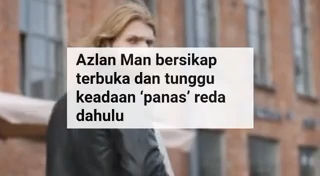 Azlan Man bersikap
terbuka dan tunggu
keadaan ‘panas’ reda
dahulu